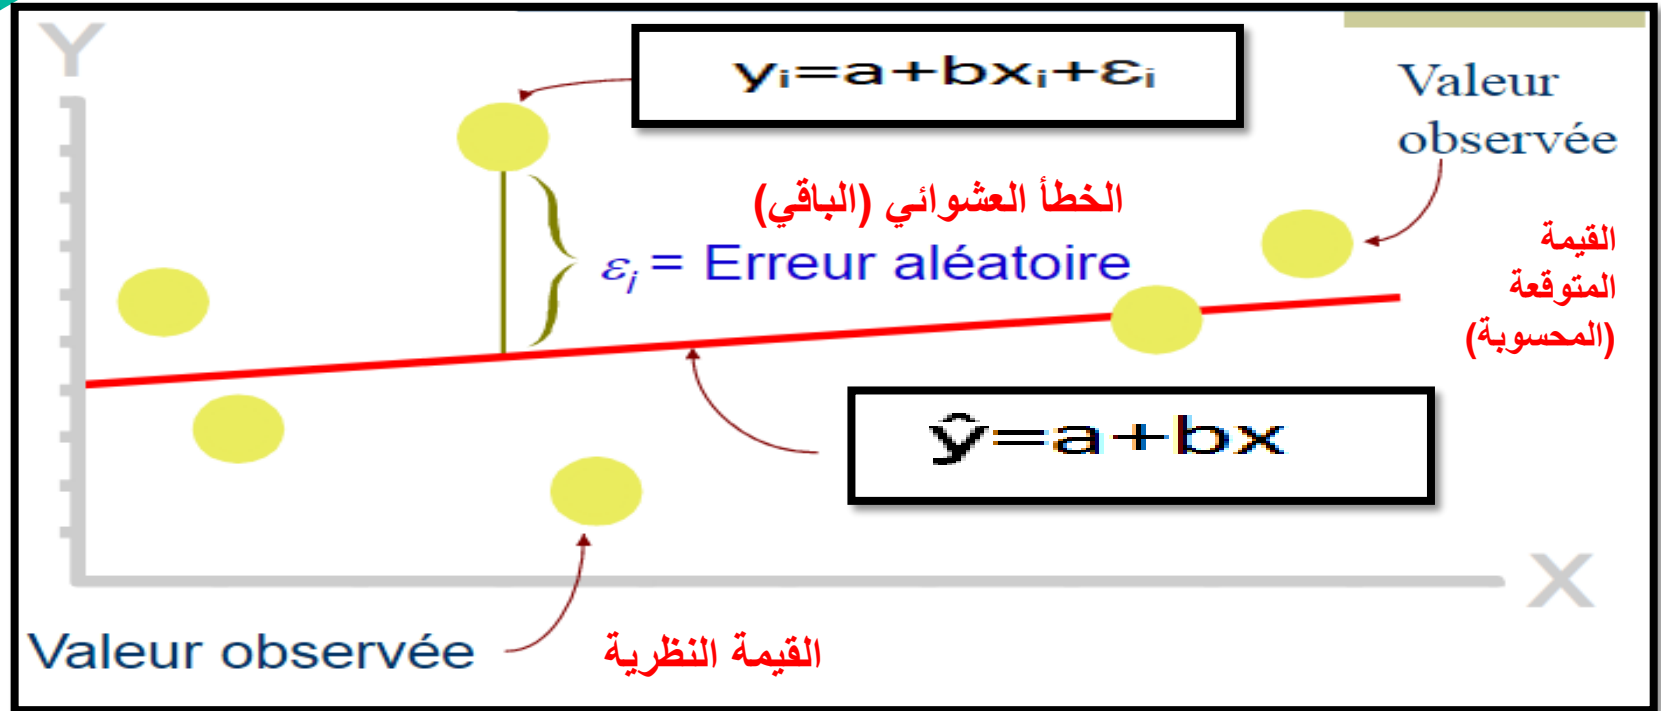 Y
yᵢ=a+bxᵢ+εᵢ
Valeur
observée
الخطأ العشوائي (الباقي)
εᵢ = Erreur aléatoire
القيمة
المتوقعة
(المحسوبة)
ŷ=a+bx
X
Valeur observée
القيمة النظرية